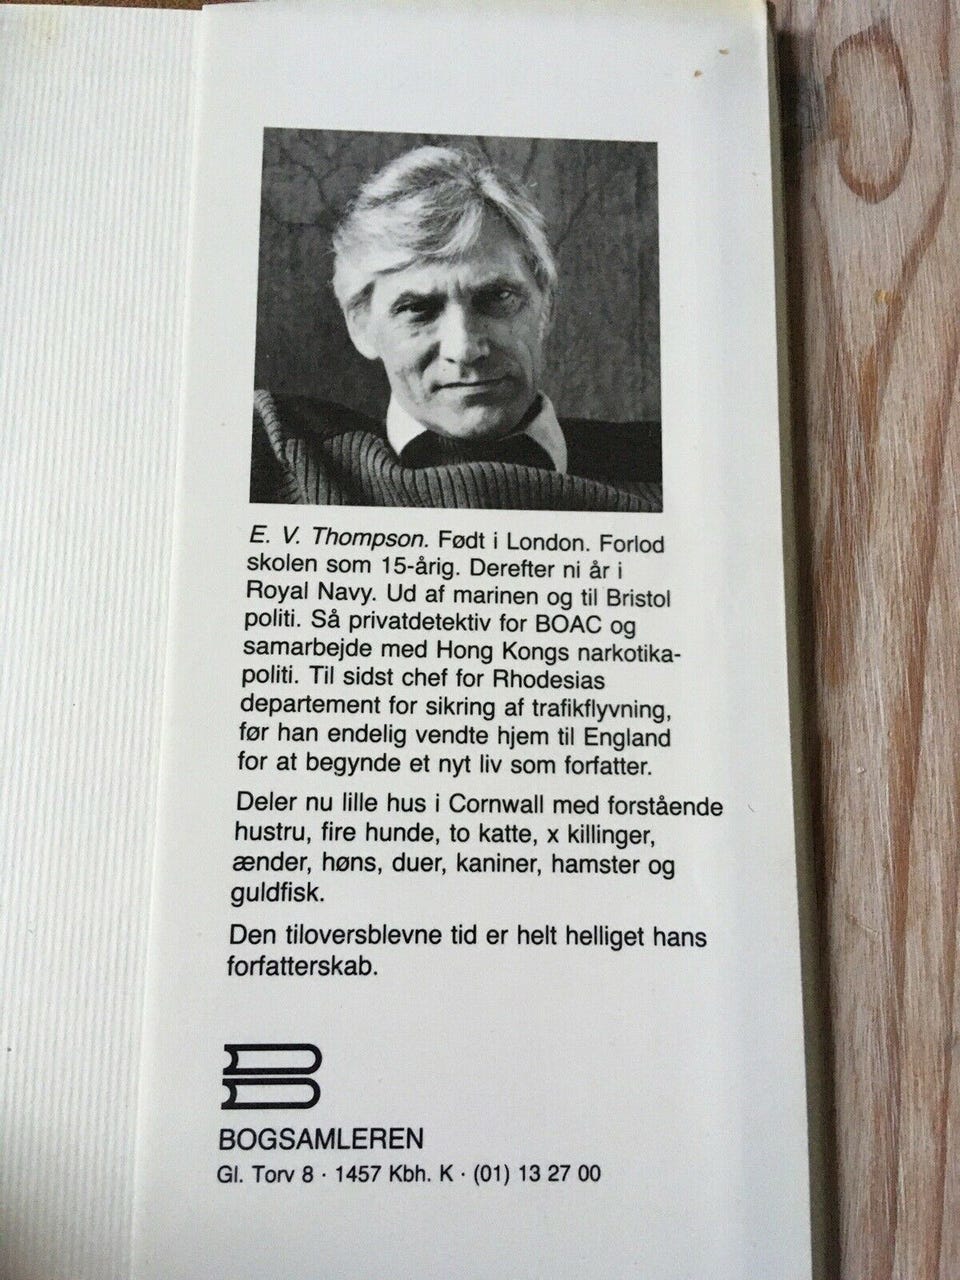 E. V. Thompson. Født i London. Forlod
skolen som 15-årig. Derefter ni år i
Royal Navy. Ud af marinen og til Bristol
politi. Så privatdetektiv for BOAC og
samarbejde med Hong Kongs narkotika-
politi. Til sidst chef for Rhodesias
departement for sikring af trafikflyvning,
før han endelig vendte hjem til England
for at begynde et nyt liv som forfatter.
Deler nu lille hus i Cornwall med forstående
hustru, fire hunde, to katte, x killinger,
ænder, høns, duer, kaniner, hamster og
guldfisk.
Den tiloversblevne tid er helt helliget hans
forfatterskab.
BOGSAMLEREN
Gl. Torv 8 · 1457 Kbh. K · (01) 13 27 00